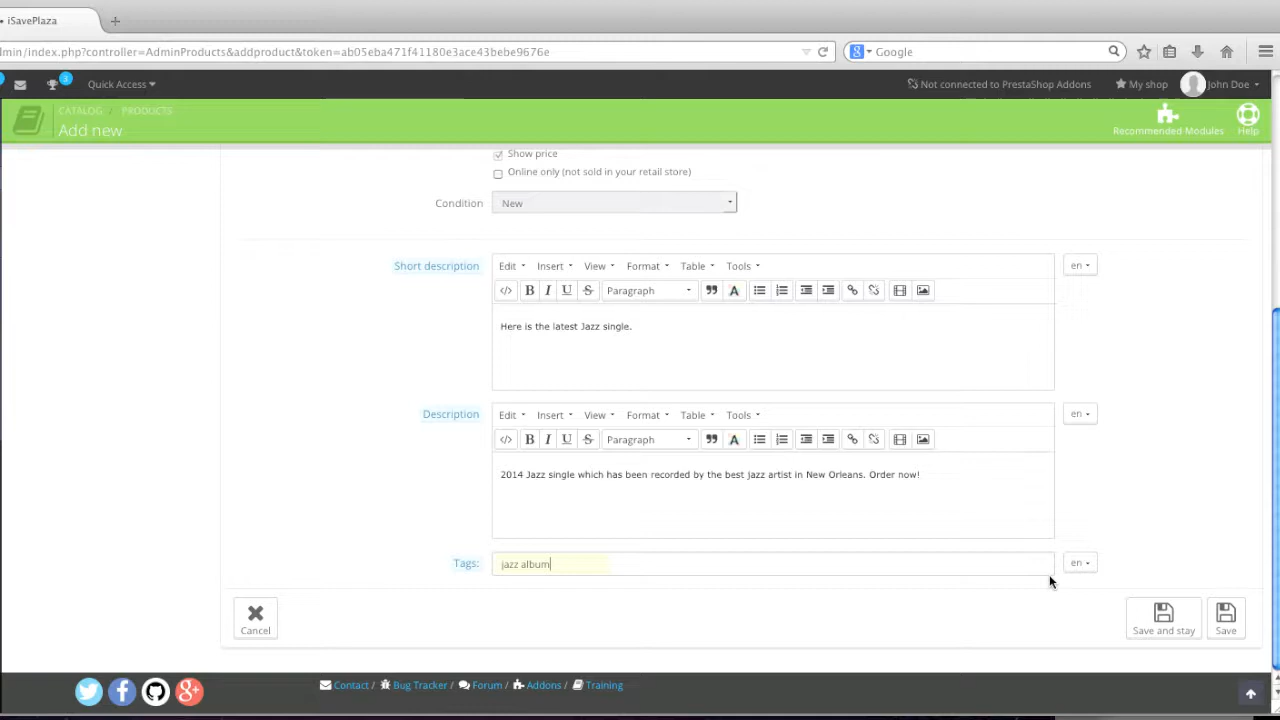 iSavePlaza
min/index.php?controller=AdminProducts&addproduct&token=ab05eba471f41180e3ace43bebe9676e
Google
3 Quick Access Not connected to PrestaShop Addons My shop John Doe
CATALOG / PRODUCTS
Add new
Recommended Modules Help
Show price
Online only (not sold in your retail store)
Condition New
Short description Edit Insert View Format Table Tools en
B I U S Paragraph A
Here is the latest Jazz single.
Description Edit Insert View Format Table Tools en
B I U S Paragraph A
2014 Jazz single which has been recorded by the best jazz artist in New Orleans. Order now!
Tags: jazz album en
Cancel Save and stay Save
Contact / Bug Tracker / Forum / Addons / Training